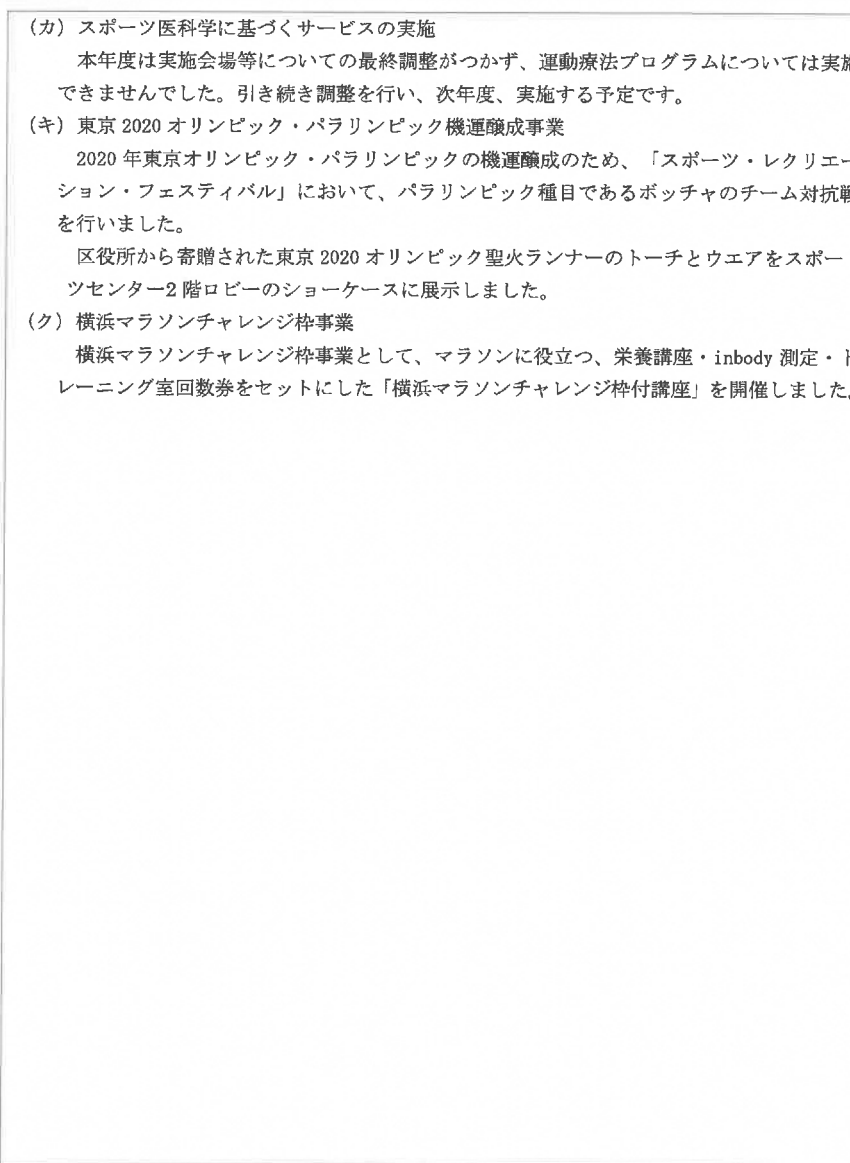 (カ) スポーツ医科学に基づくサービスの実施
本年度は実施会場等についての最終調整がつかず、運動療法プログラムについては実施
できませんでした。引き続き調整を行い、次年度、実施する予定です。
(キ) 東京 2020 オリンピック・パラリンピック機運醸成事業
2020 年東京オリンピック・パラリンピックの機運醸成のため、「スポーツ・レクリエー
ション・フェスティバル」において、パラリンピック種目であるボッチャのチーム対抗戦
を行いました。
区役所から寄贈された東京 2020 オリンピック聖火ランナーのトーチとウエアをスポー
ツセンター2 階ロビーのショーケースに展示しました。
(ク) 横浜マラソンチャレンジ枠事業
横浜マラソンチャレンジ枠事業として、マラソンに役立つ、栄養講座・inbody 測定・ト
レーニング室回数券をセットにした「横浜マラソンチャレンジ枠付講座」を開催しました。